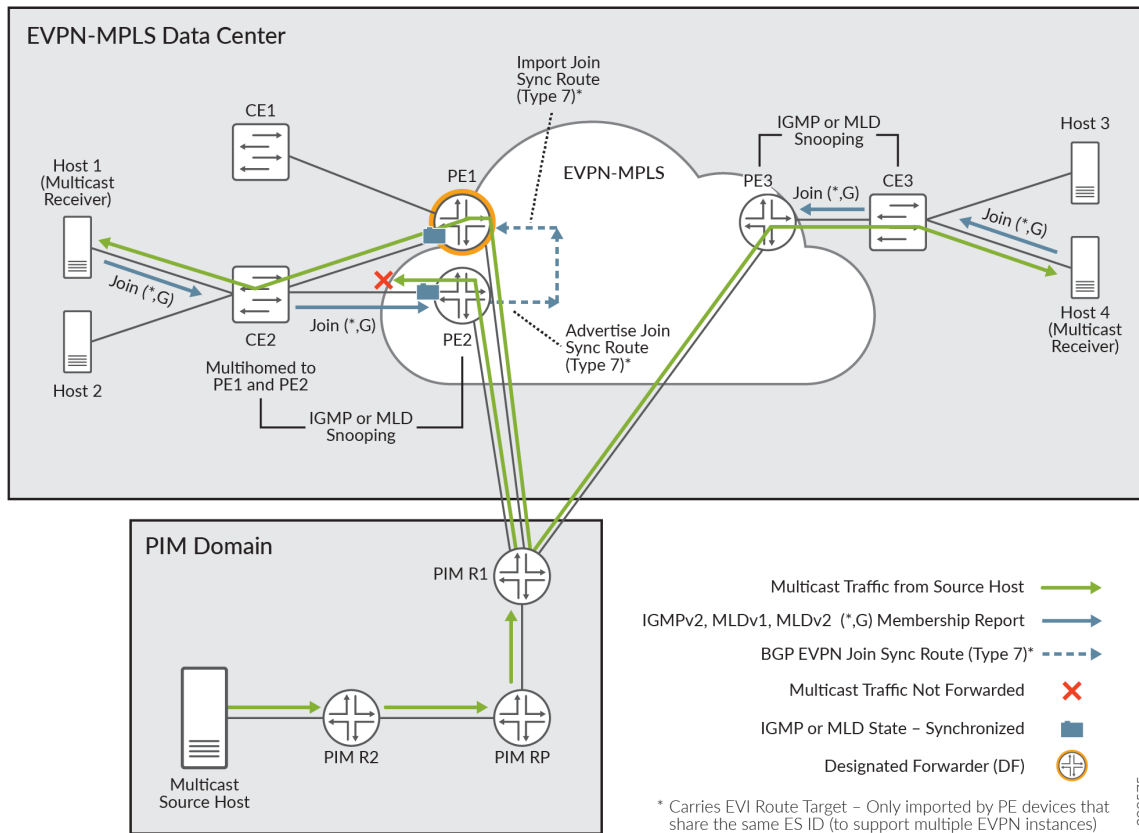 EVPN-MPLS Data Center
Import Join
Sync Route
(Type 7)*
CE1
IGMP or MLD
Snooping
Host 3
Host 1
(Multicast
Receiver)
PE1
EVPN-MPLS
PE3
CE3
Join (*,G)
Join (*,G)
Join (*,G)
Join (*,G)
CE2
PE2
Advertise Join
Sync Route
(Type 7)*
Host 4
(Multicast
Receiver)
Multihomed to
PE1 and PE2
Host 2
IGMP or MLD
Snooping
PIM Domain
PIM R1
Multicast Traffic from Source Host
IGMPv2, MLDv1, MLDv2 (*,G) Membership Report
BGP EVPN Join Sync Route (Type 7)*
Multicast Traffic Not Forwarded
IGMP or MLD State – Synchronized
Designated Forwarder (DF)
PIM R2
PIM RP
Multicast
Source Host
* Carries EVI Route Target – Only imported by PE devices that
share the same ES ID (to support multiple EVPN instances)